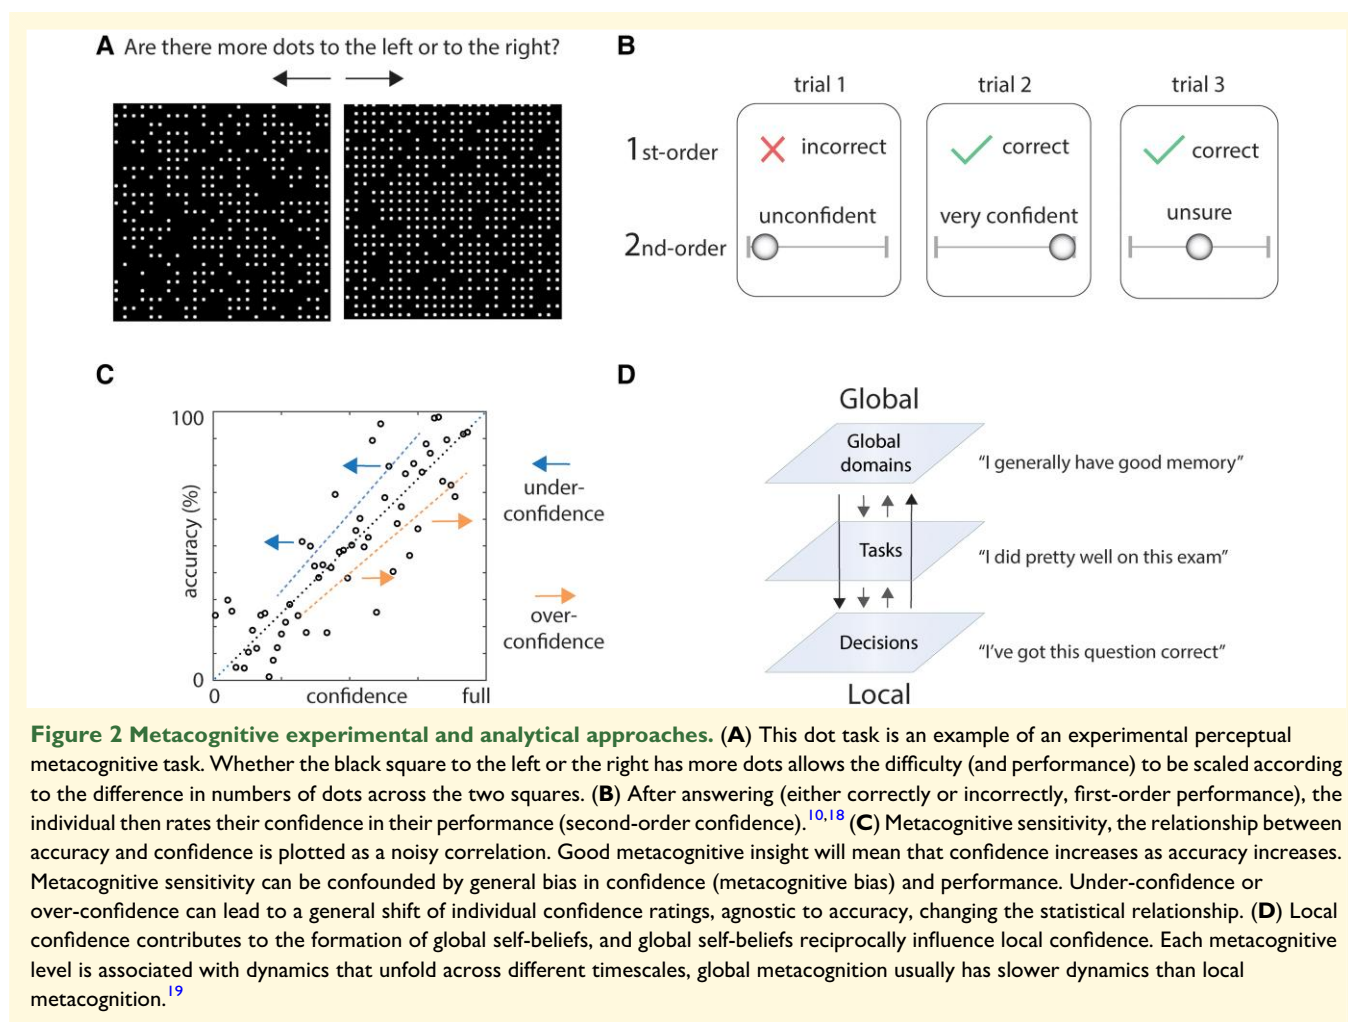 A Are there more dots to the left or to the right?
B
trial 1
trial 2
trial 3
1st-order
incorrect
correct
correct
unconfident
very confident
unsure
2nd-order
C
100
accuracy (%)
0
0
confidence
full
under-
confidence
over-
confidence
D
Global
Global
domains
“I generally have good memory”
Tasks
“I did pretty well on this exam”
Decisions
“I’ve got this question correct”
Local
Figure 2 Metacognitive experimental and analytical approaches. (A) This dot task is an example of an experimental perceptual
metacognitive task. Whether the black square to the left or the right has more dots allows the difficulty (and performance) to be scaled according
to the difference in numbers of dots across the two squares. (B) After answering (either correctly or incorrectly, first-order performance), the
individual then rates their confidence in their performance (second-order confidence).10,18 (C) Metacognitive sensitivity, the relationship between
accuracy and confidence is plotted as a noisy correlation. Good metacognitive insight will mean that confidence increases as accuracy increases.
Metacognitive sensitivity can be confounded by general bias in confidence (metacognitive bias) and performance. Under-confidence or
over-confidence can lead to a general shift of individual confidence ratings, agnostic to accuracy, changing the statistical relationship. (D) Local
confidence contributes to the formation of global self-beliefs, and global self-beliefs reciprocally influence local confidence. Each metacognitive
level is associated with dynamics that unfold across different timescales, global metacognition usually has slower dynamics than local
metacognition.19